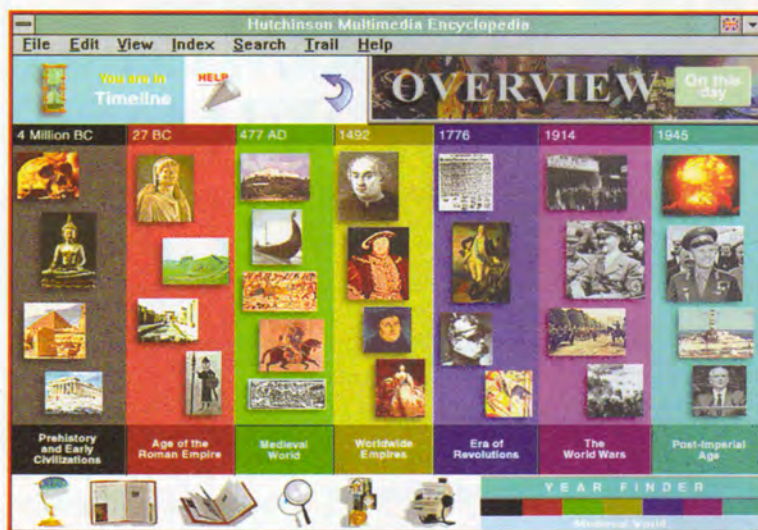 Hutchinson Multimedia Encyclopedia
File Edit View Index Search Trail Help
You are in
Timeline
HELP
OVERVIEW
On this
day
4 Million BC
27 BC
477 AD
1492
1776
1914
1945
Prehistory
and Early
Civilizations
Age of the
Roman Empire
Medieval
World
Worldwide
Empires
Era of
Revolutions
The
World Wars
Post-Imperial
Age
YEAR FINDER
Medieval World